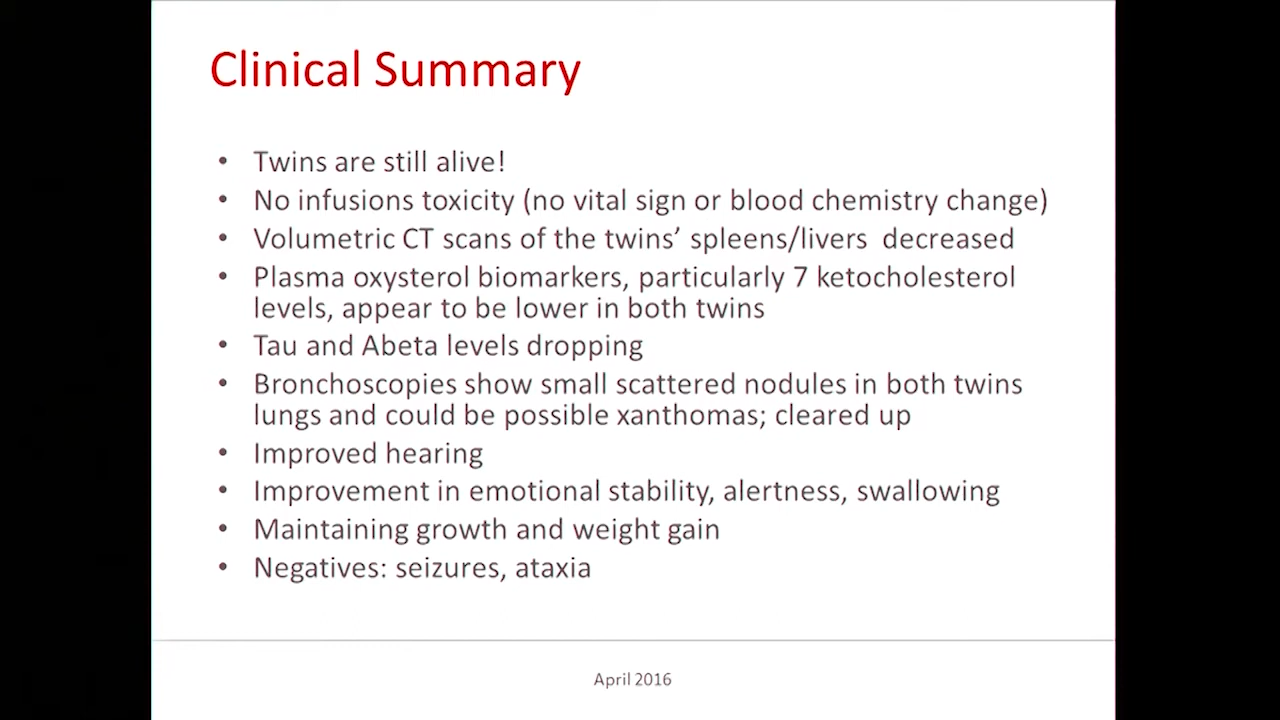 Clinical Summary
• Twins are still alive!
• No infusions toxicity (no vital sign or blood chemistry change)
• Volumetric CT scans of the twins’ spleens/livers  decreased
• Plasma oxysterol biomarkers, particularly 7 ketocholesterol
levels, appear to be lower in both twins
• Tau and Abeta levels dropping
• Bronchoscopies show small scattered nodules in both twins
lungs and could be possible xanthomas; cleared up
• Improved hearing
• Improvement in emotional stability, alertness, swallowing
• Maintaining growth and weight gain
• Negatives: seizures, ataxia
April 2016